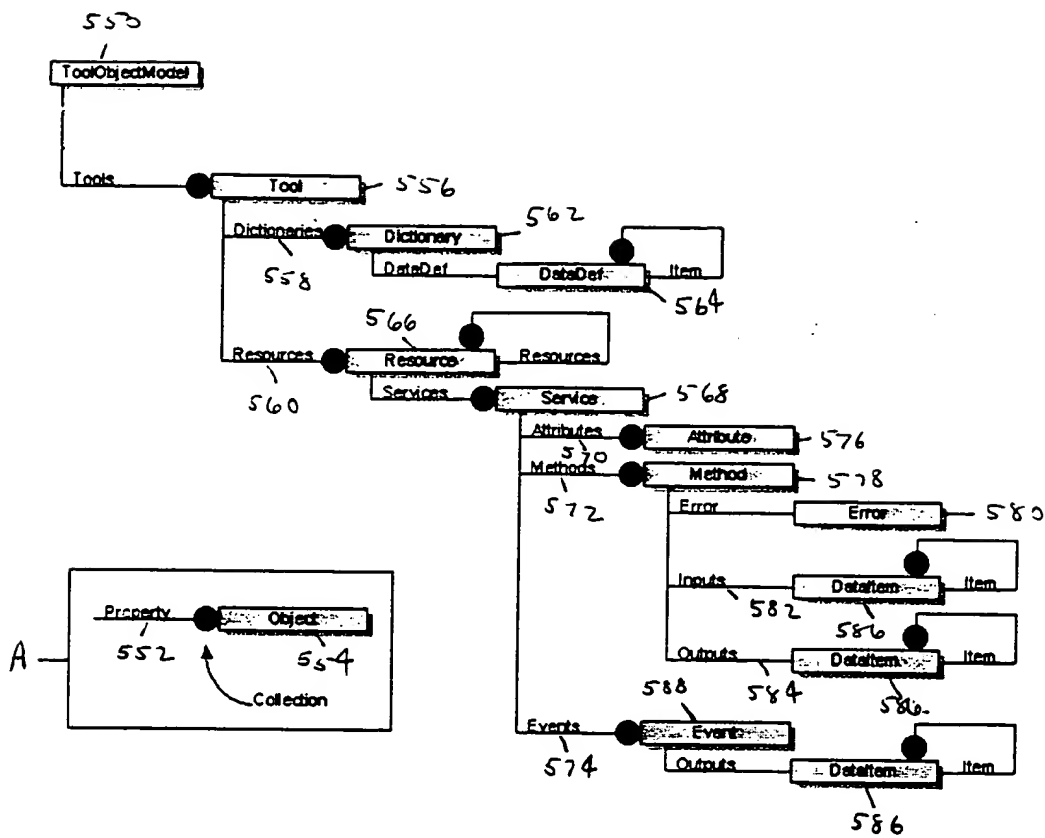 550
ToolObjectModel
Tools
Tool
556
Dictionaries
558
Dictionary
562
DataDef
DataDef
Item
564
Resources
560
566
Resource
Resources
Services
Service
568
Attributes
570
Attribute
576
Methods
572
Method
578
Error
Error
580
Inputs
582
DataItem
Item
586
Outputs
584
DataItem
Item
586
588
Events
574
Event
Outputs
DataItem
Item
586
A
Property
552
Object
554
Collection